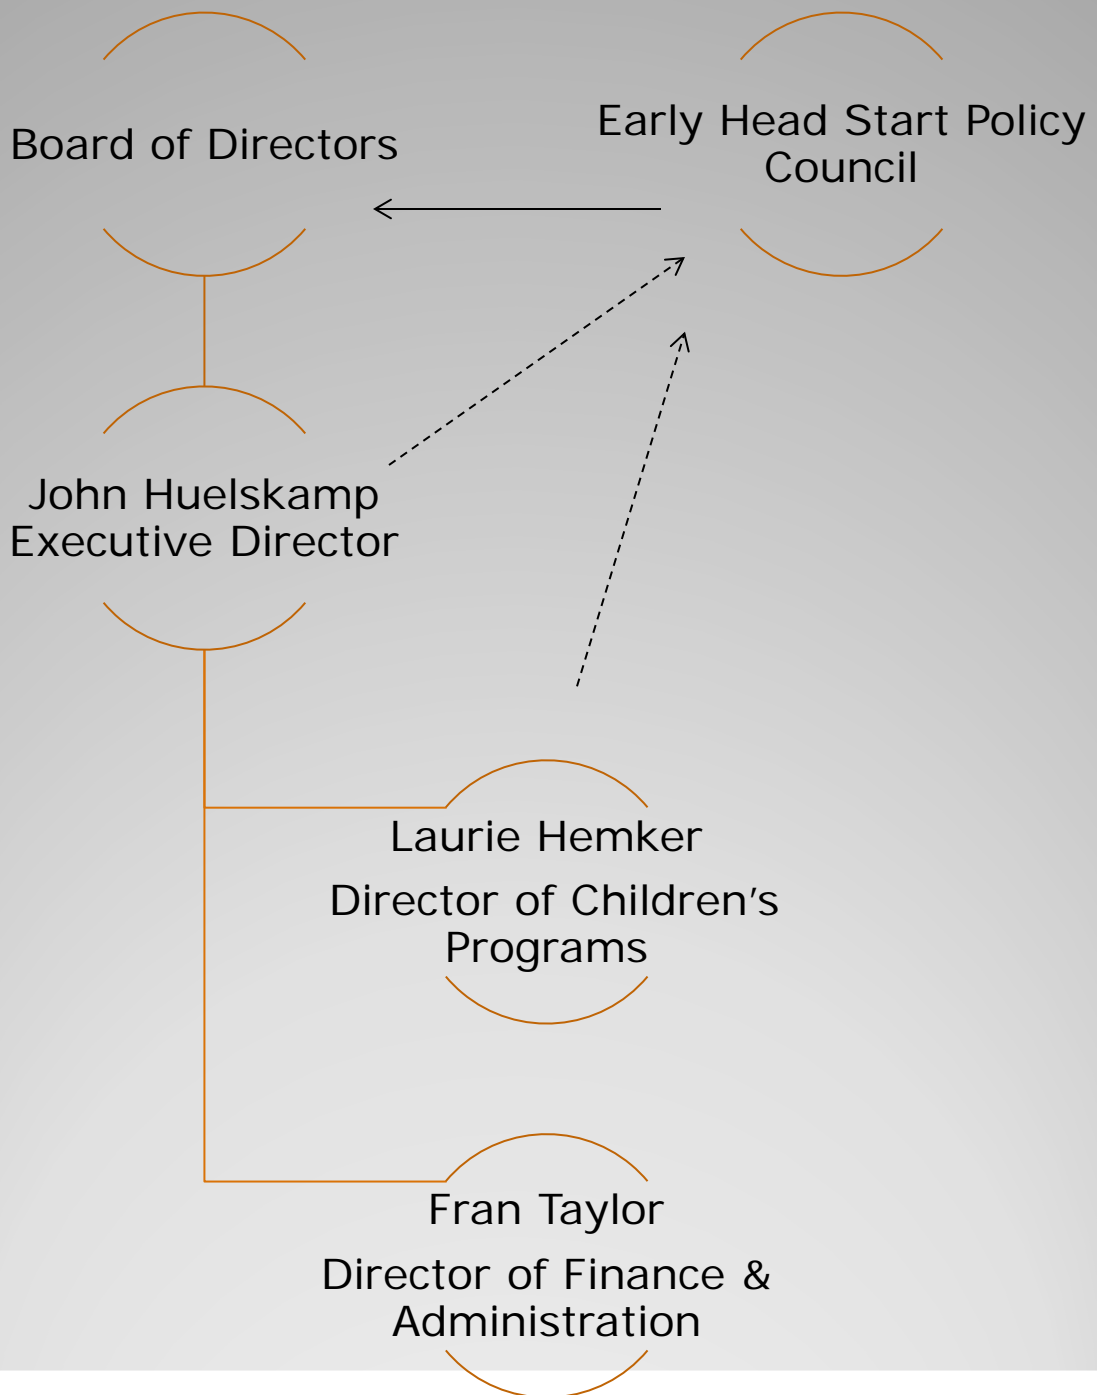 Board of Directors
Early Head Start Policy
Council
John Huelskamp
Executive Director
Laurie Hemker
Director of Children's
Programs
Fran Taylor
Director of Finance &
Administration